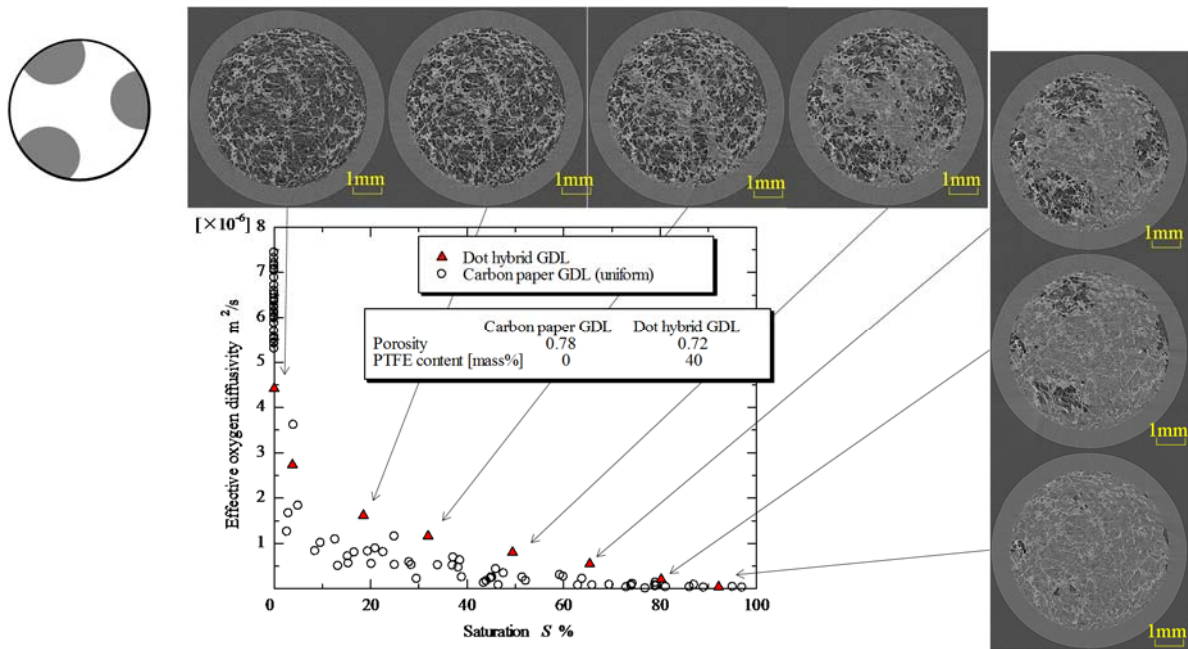 1mm
1mm
1mm
1mm
1mm
1mm
1mm
[×10⁻⁶]
8
7
6
5
4
3
2
1
Effective oxygen diffusivity m²/s
▲ Dot hybrid GDL
○ Carbon paper GDL (uniform)
Carbon paper GDL Dot hybrid GDL
Porosity 0.78 0.72
PTFE content [mass%] 0 40
0 20 40 60 80 100
Saturation S %